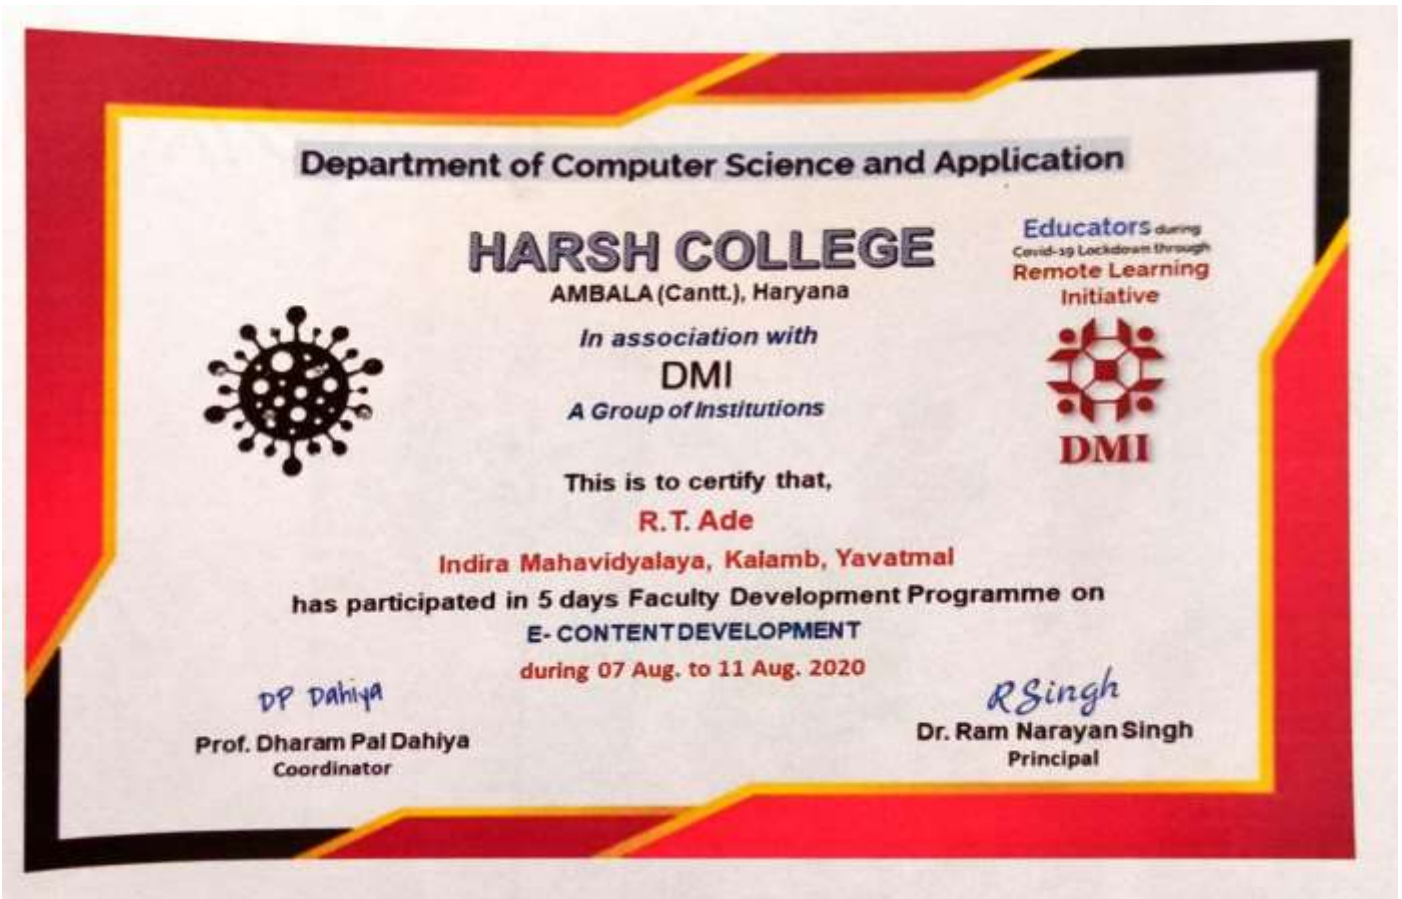 Department of Computer Science and Application
HARSH COLLEGE
AMBALA (Cantt.), Haryana
In association with
DMI
A Group of Institutions
Educators during
Covid-19 Lockdown through
Remote Learning
Initiative
DMI
This is to certify that,
R.T. Ade
Indira Mahavidyalaya, Kalamb, Yavatmal
has participated in 5 days Faculty Development Programme on
E- CONTENT DEVELOPMENT
during 07 Aug. to 11 Aug. 2020
DP Dahiya
Prof. Dharam Pal Dahiya
Coordinator
RSingh
Dr. Ram Narayan Singh
Principal